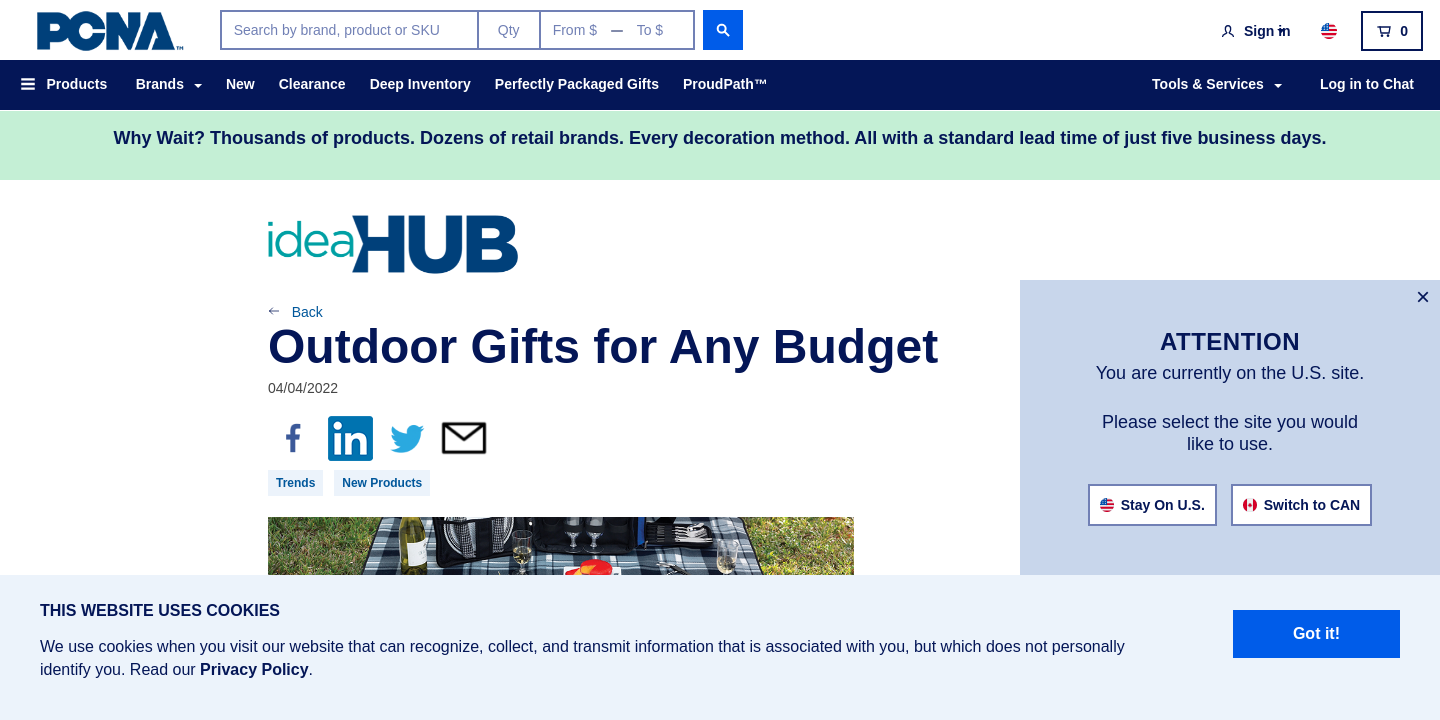 PCNA™
Search by brand, product or SKU
Qty
From $ — To $
Sign in
0
Products
Brands
New
Clearance
Deep Inventory
Perfectly Packaged Gifts
ProudPath™
Tools & Services
Log in to Chat
Why Wait? Thousands of products. Dozens of retail brands. Every decoration method. All with a standard lead time of just five business days.
ideaHUB
Back
Outdoor Gifts for Any Budget
04/04/2022
f in
Trends
New Products
×
ATTENTION
You are currently on the U.S. site.
Please select the site you would
like to use.
Stay On U.S.
Switch to CAN
THIS WEBSITE USES COOKIES
We use cookies when you visit our website that can recognize, collect, and transmit information that is associated with you, but which does not personally
identify you. Read our Privacy Policy.
Got it!